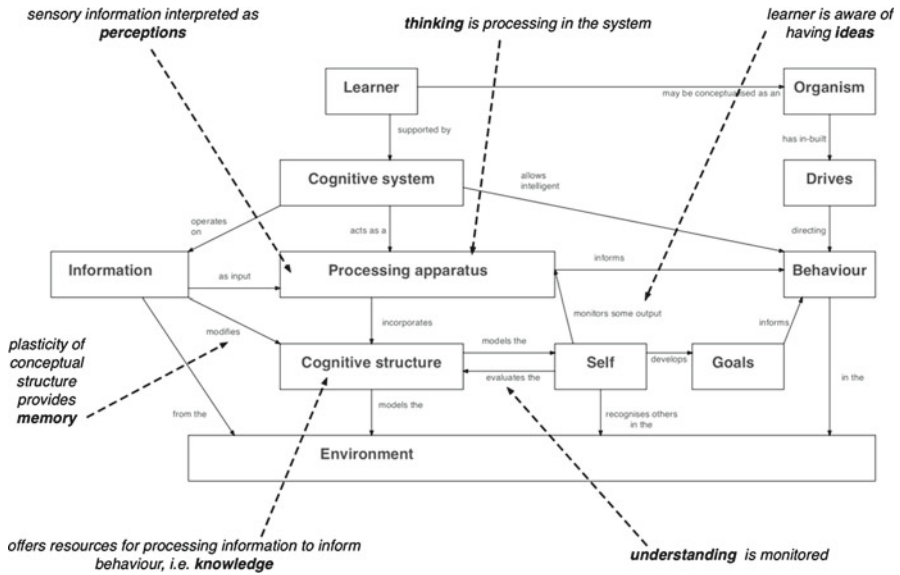 sensory information interpreted as
perceptions
thinking is processing in the system
learner is aware of
having ideas
Learner
may be conceptualised as an
Organism
supported by
has in-built
Cognitive system
allows
intelligent
Drives
operates
on
acts as a
directing
Information
as input
Processing apparatus
informs
Behaviour
modifies
incorporates
monitors some output
informs
plasticity of
conceptual
structure
provides
memory
Cognitive structure
models the
evaluates the
Self
develops
Goals
in the
from the
models the
recognises others
in the
Environment
offers resources for processing information to inform
behaviour, i.e. knowledge
understanding is monitored